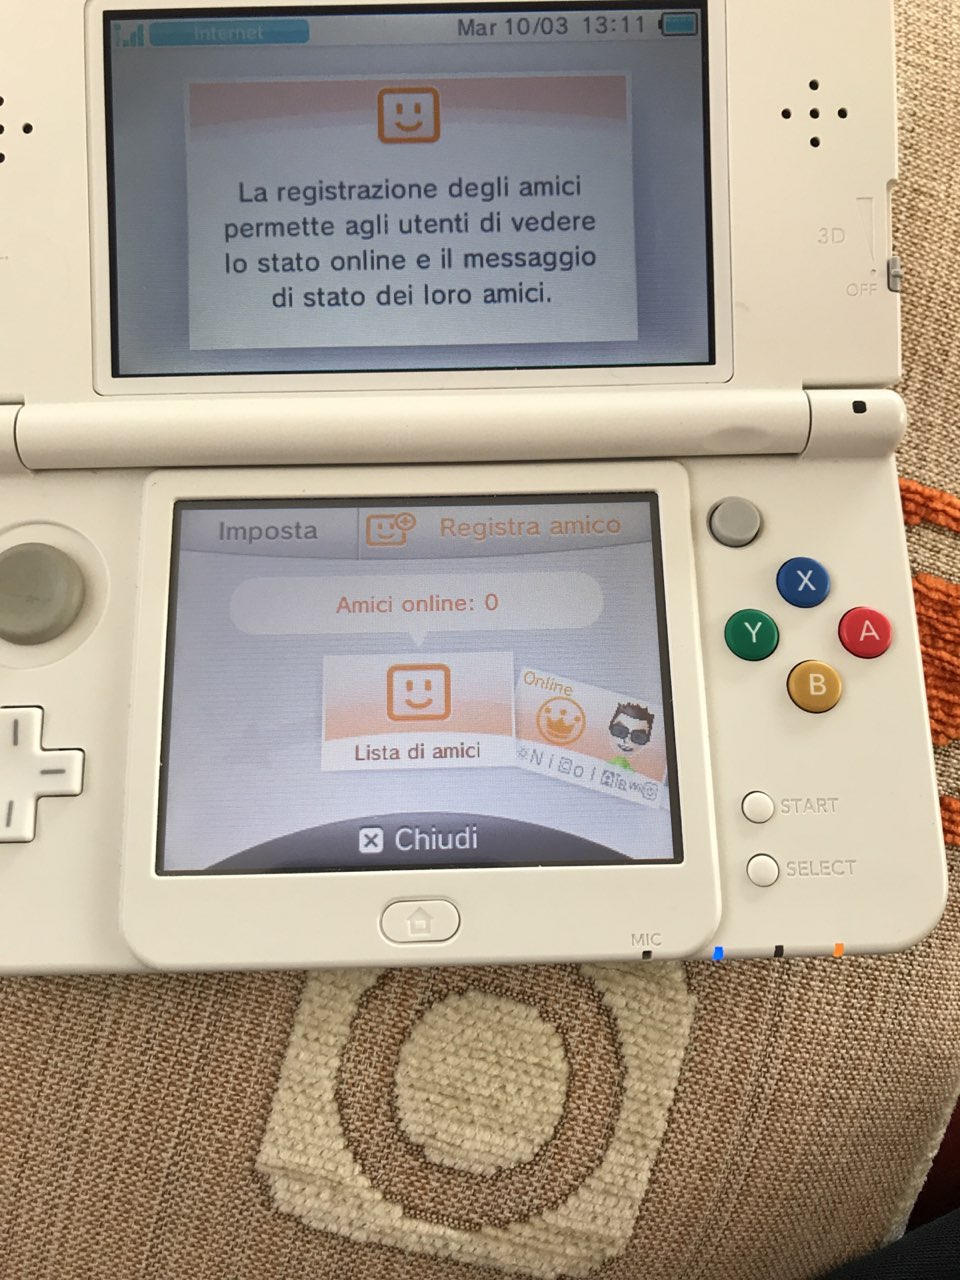 Internet
Mar 10/03 13:11
La registrazione degli amici
permette agli utenti di vedere
lo stato online e il messaggio
di stato dei loro amici.
3D
OFF
Imposta
Registra amico
Amici online: 0
Online
Lista di amici
X Chiudi
X
Y
A
B
START
SELECT
MIC